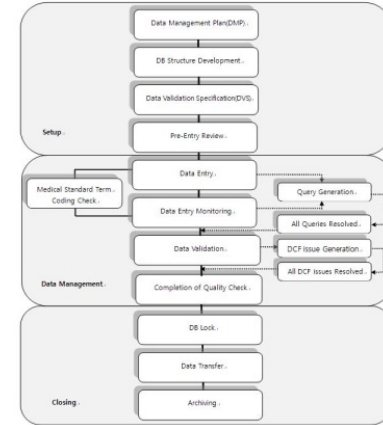 Data Management Plan(DMP).
DB Structure Development.
Data Validation Specification(DVS).
Setup.
Pre-Entry Review.
Data Entry.
Medical Standard Term.
Coding Check.
Query Generation.
Data Entry Monitoring.
All Queries Resolved.
Data Validation.
DCF Issue Generation.
All DCF Issues Resolved.
Data Management.
Completion of Quality Check.
DB Lock.
Data Transfer.
Closing.
Archiving.